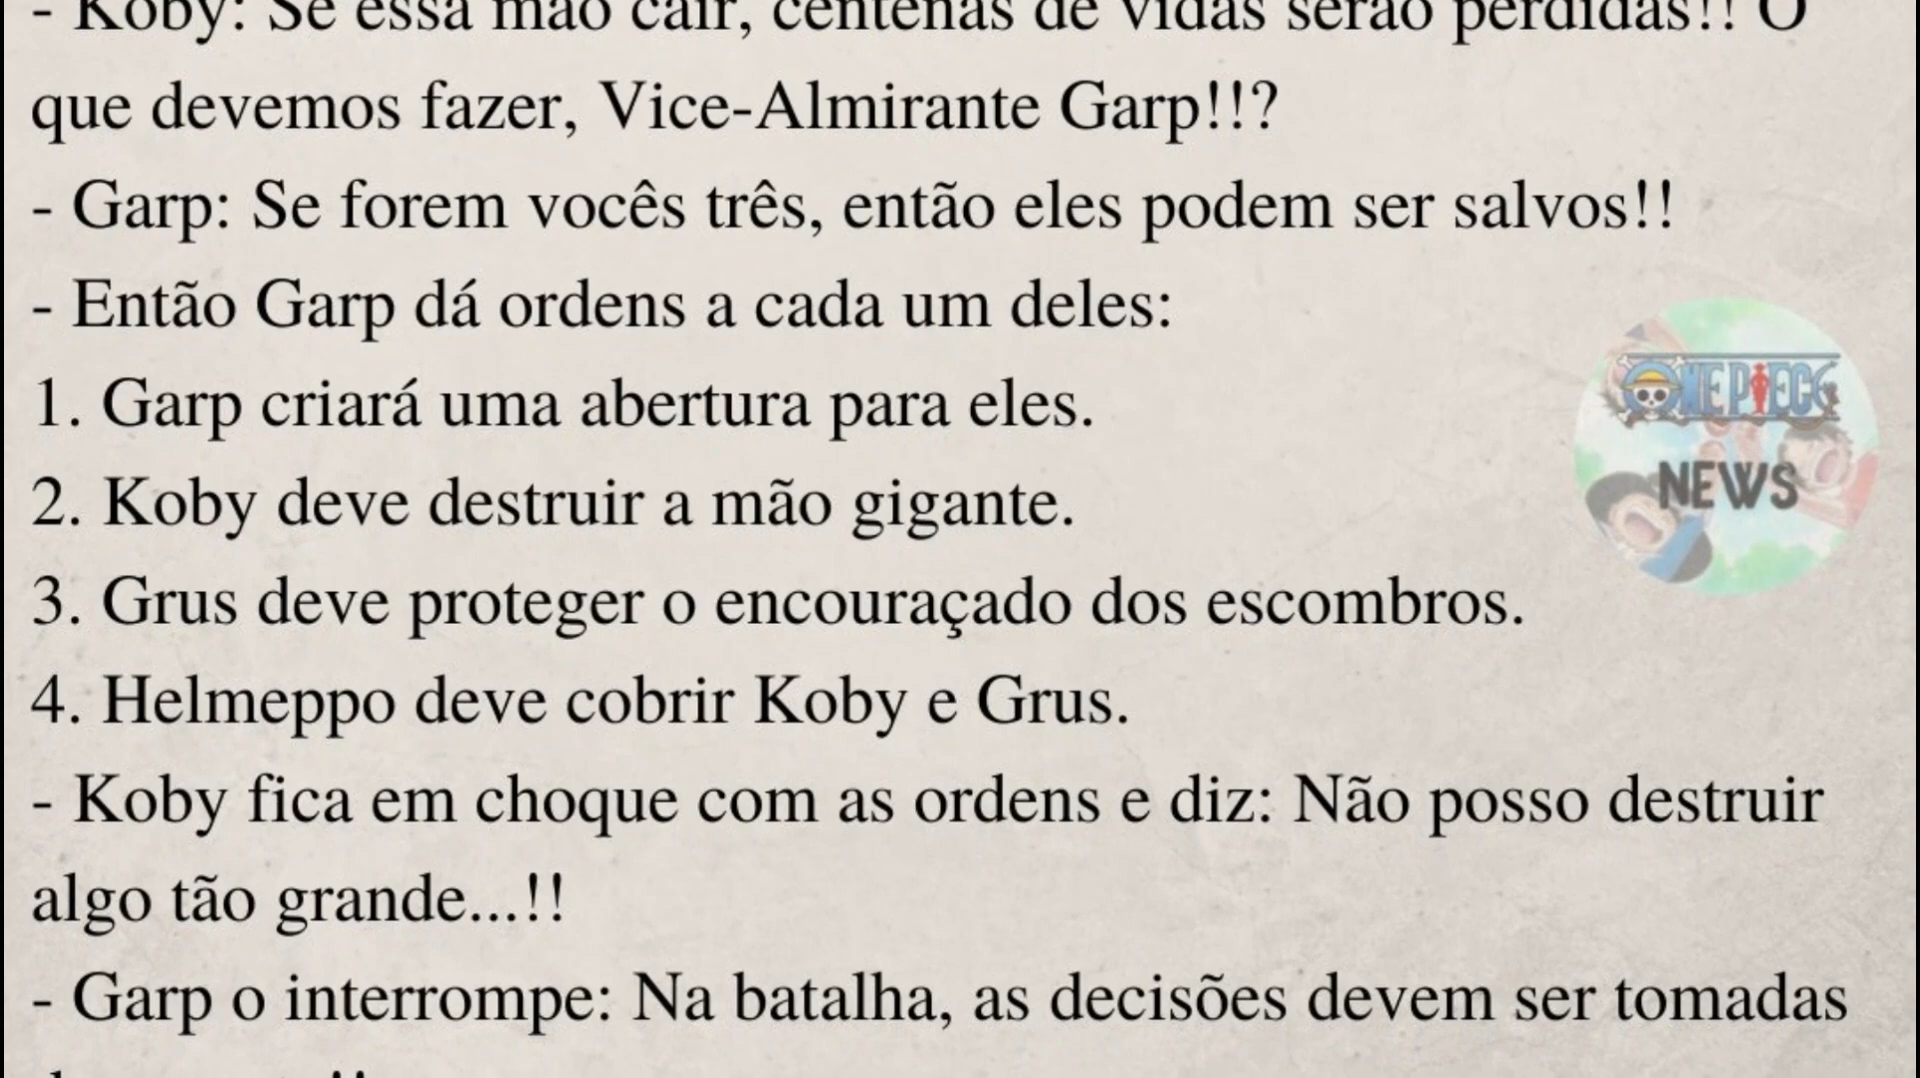 - Koby: Se essa mão cair, centenas de vidas serão perdidas!! O
que devemos fazer, Vice-Almirante Garp!!?
- Garp: Se forem vocês três, então eles podem ser salvos!!
- Então Garp dá ordens a cada um deles:
1. Garp criará uma abertura para eles.
ONE PIECE
NEWS
2. Koby deve destruir a mão gigante.
3. Grus deve proteger o encouraçado dos escombros.
4. Helmeppo deve cobrir Koby e Grus.
- Koby fica em choque com as ordens e diz: Não posso destruir
algo tão grande...!!
- Garp o interrompe: Na batalha, as decisões devem ser tomadas